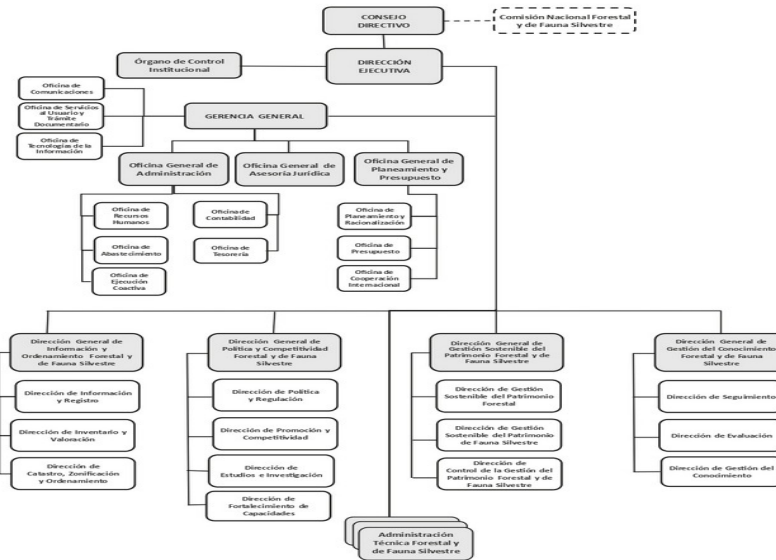 CONSEJO
DIRECTIVO
Comisión Nacional Forestal
y de Fauna Silvestre
Órgano de Control
Institucional
DIRECCIÓN
EJECUTIVA
Oficina de
Comunicaciones
Oficina de Servicios
al Usuario y
Trámite
Documentario
Oficina de
Tecnologías de la
Información
GERENCIA GENERAL
Oficina General de
Administración
Oficina General de
Asesoría Jurídica
Oficina General de
Planeamiento y
Presupuesto
Oficina de
Recursos
Humanos
Oficina de
Contabilidad
Oficina de
Planeamiento y
Racionalización
Oficina de
Abastecimiento
Oficina de
Tesorería
Oficina de
Presupuesto
Oficina de
Ejecución
Coactiva
Oficina de
Cooperación
Internacional
Dirección General de
Información y
Ordenamiento Forestal y
de Fauna Silvestre
Dirección de Información
y Registro
Dirección de Inventario y
Valoración
Dirección de
Catastro, Zonificación
y Ordenamiento
Dirección General de
Política y Competitividad
Forestal y de Fauna
Silvestre
Dirección de Política
y Regulación
Dirección de Promoción y
Competitividad
Dirección de
Estudios e Investigación
Dirección de
Fortalecimiento de
Capacidades
Dirección General de
Gestión Sostenible del
Patrimonio Forestal y de
Fauna Silvestre
Dirección de Gestión
Sostenible del Patrimonio
Forestal
Dirección de Gestión
Sostenible del Patrimonio
de Fauna Silvestre
Dirección de
Control de la Gestión del
Patrimonio Forestal y de
Fauna Silvestre
Dirección General de
Gestión del Conocimiento
Forestal y de Fauna
Silvestre
Dirección de Seguimiento
Dirección de Evaluación
Dirección de Gestión del
Conocimiento
Administración
Técnica Forestal y
de Fauna Silvestre